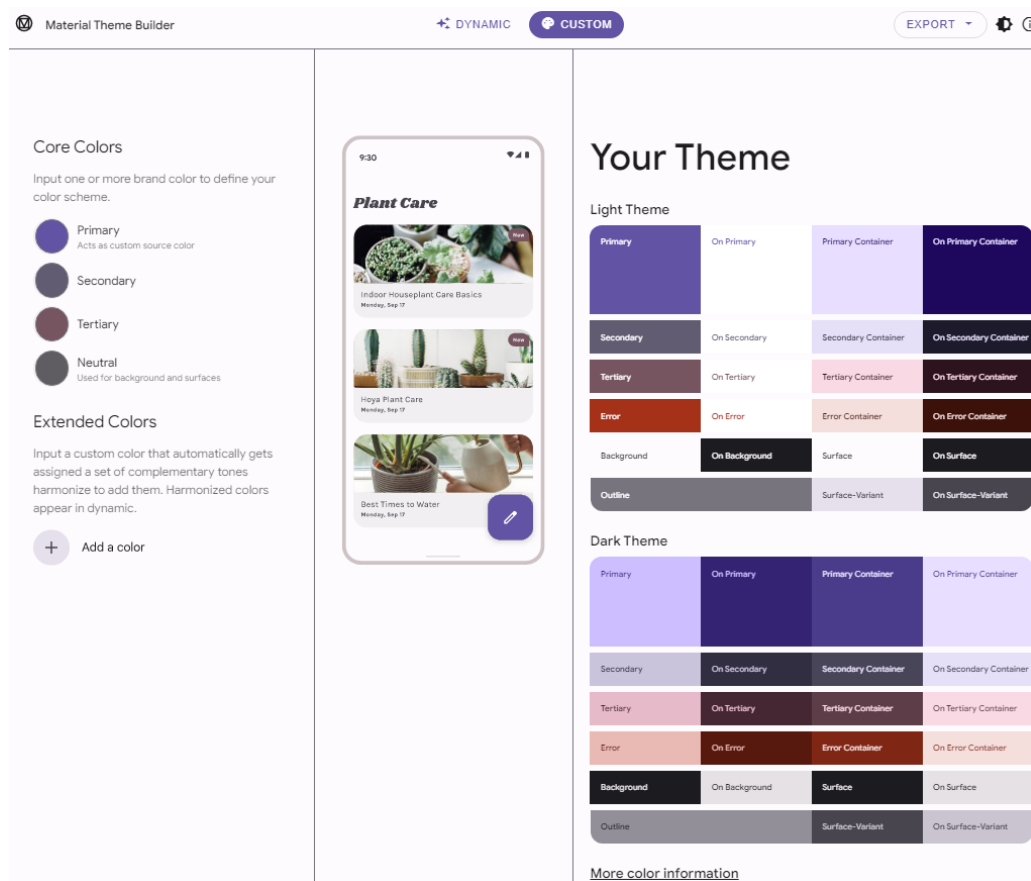 Material Theme Builder
DYNAMIC
CUSTOM
EXPORT
Core Colors
Input one or more brand color to define your
color scheme.
Primary
Acts as custom source color
Secondary
Tertiary
Neutral
Used for background and surfaces
Extended Colors
Input a custom color that automatically gets
assigned a set of complementary tones
harmonize to add them. Harmonized colors
appear in dynamic.
+ Add a color
9:30
Plant Care
New
Indoor Houseplant Care Basics
Monday, Sep 17
New
Hoya Plant Care
Monday, Sep 17
Best Times to Water
Monday, Sep 17
Your Theme
Light Theme
Primary On Primary Primary Container On Primary Container
Secondary On Secondary Secondary Container On Secondary Container
Tertiary On Tertiary Tertiary Container On Tertiary Container
Error On Error Error Container On Error Container
Background On Background Surface On Surface
Outline Surface-Variant On Surface-Variant
Dark Theme
Primary On Primary Primary Container On Primary Container
Secondary On Secondary Secondary Container On Secondary Container
Tertiary On Tertiary Tertiary Container On Tertiary Container
Error On Error Error Container On Error Container
Background On Background Surface On Surface
Outline Surface-Variant On Surface-Variant
More color information